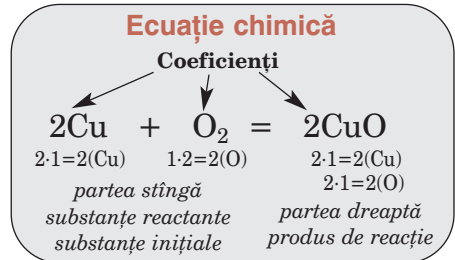 Ecuație chimică
Coeficienți
2Cu + O₂ = 2CuO
2·1=2(Cu) 1·2=2(O) 2·1=2(Cu)
2·1=2(O)
partea stîngă
substanțe reactante
substanțe inițiale
partea dreaptă
produs de reacție